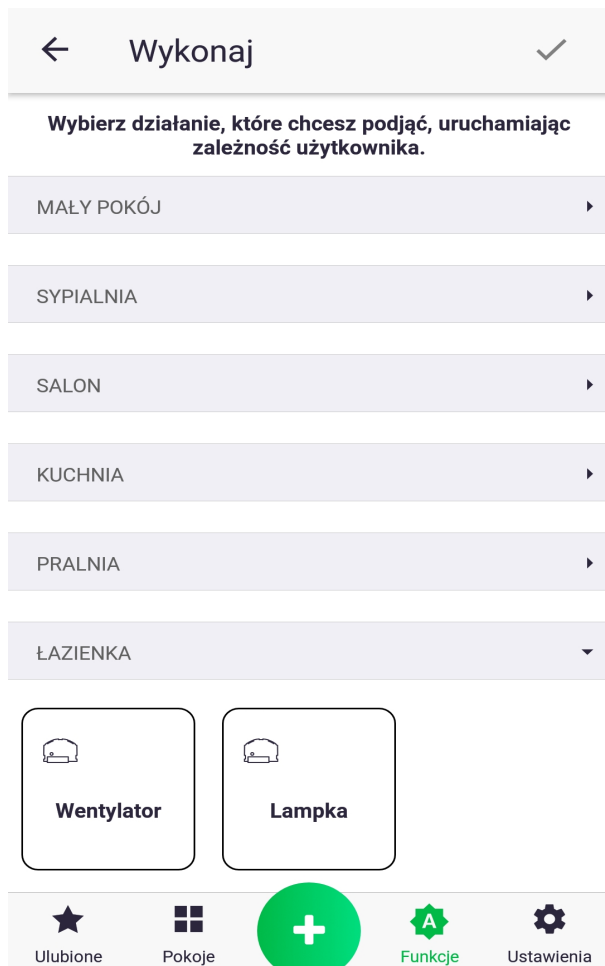 Wykonaj
Wybierz działanie, które chcesz podjąć, uruchamiając
zależność użytkownika.
MAŁY POKÓJ
SYPIALNIA
SALON
KUCHNIA
PRALNIA
ŁAZIENKA
Wentylator
Lampka
A
Ulubione
Pokoje
Funkcje
Ustawienia